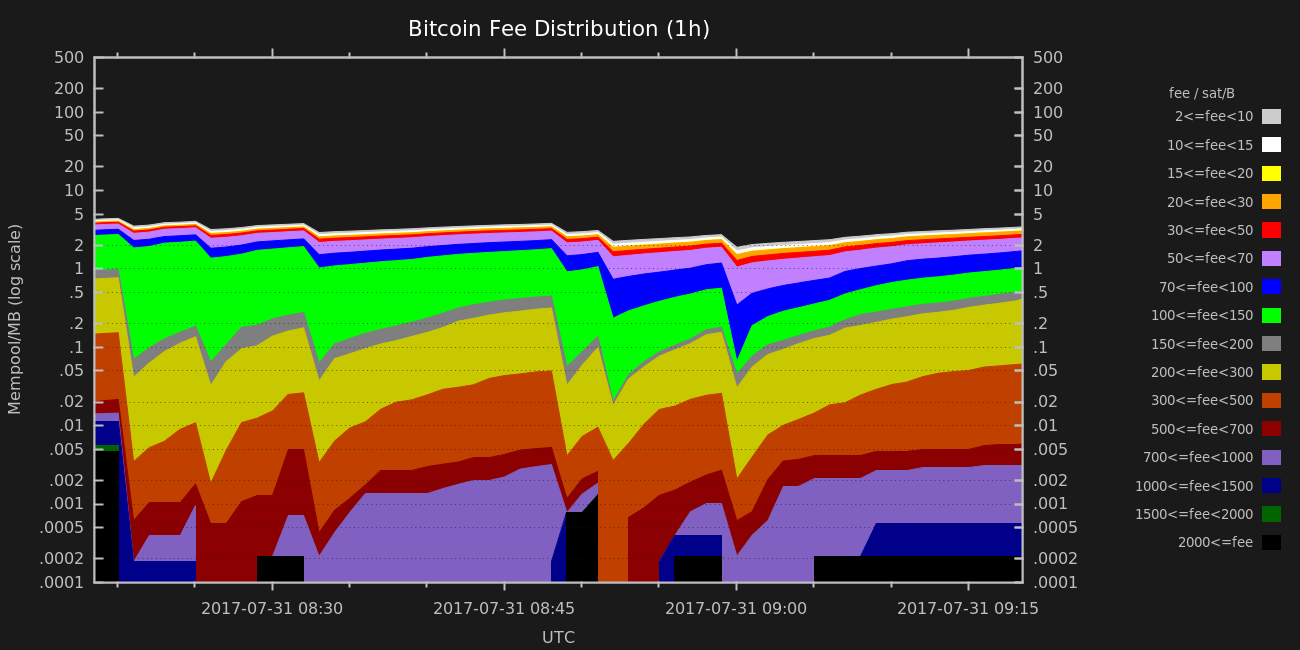 Bitcoin Fee Distribution (1h)
500 500
200 200
100 100
50 50
20 20
10 10
5 5
2 2
1 1
.5 .5
.2 .2
.1 .1
.05 .05
.02 .02
.01 .01
.005 .005
.002 .002
.001 .001
.0005 .0005
.0002 .0002
.0001 .0001
Mempool/MB (log scale)
2017-07-31 08:30 2017-07-31 08:45 2017-07-31 09:00 2017-07-31 09:15
UTC
fee / sat/B
2<=fee<10
10<=fee<15
15<=fee<20
20<=fee<30
30<=fee<50
50<=fee<70
70<=fee<100
100<=fee<150
150<=fee<200
200<=fee<300
300<=fee<500
500<=fee<700
700<=fee<1000
1000<=fee<1500
1500<=fee<2000
2000<=fee